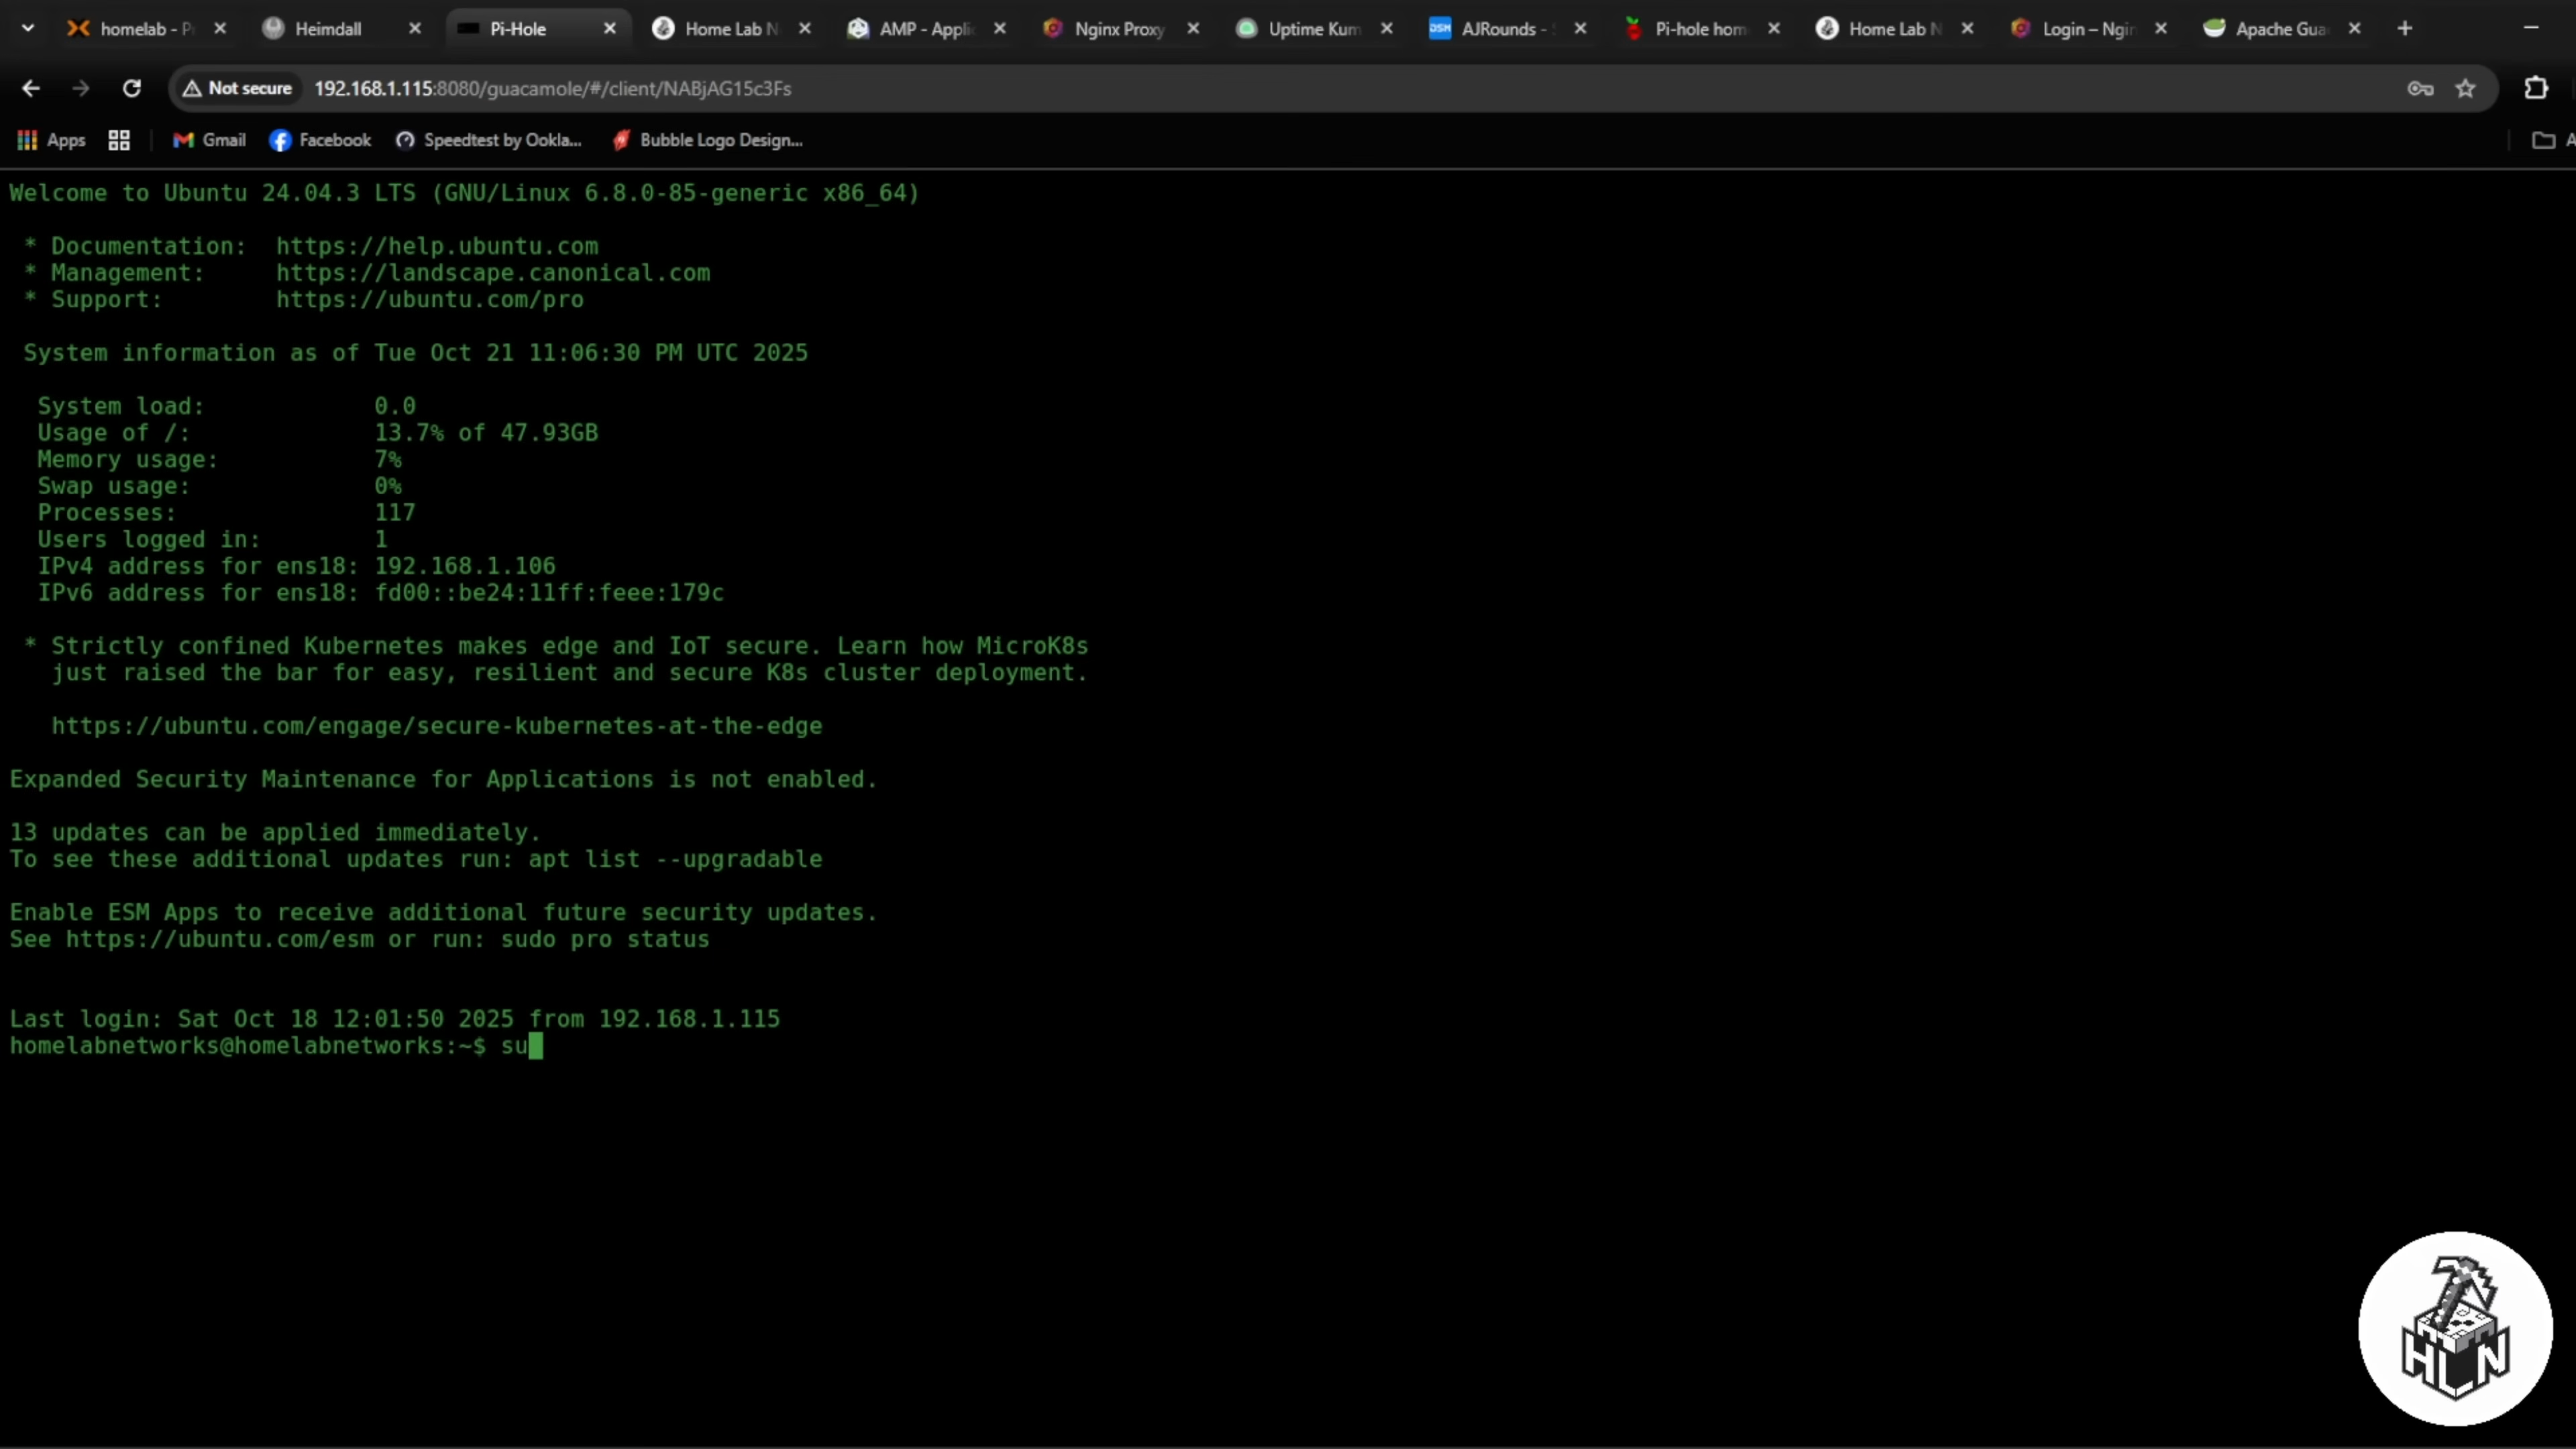 homelab - P
Heimdall
Pi-Hole
Home Lab N
AMP - Appli
Nginx Proxy
Uptime Kum
DSM AJRounds -
Pi-hole hom
Home Lab N
Login – Ngin
Apache Gua
Not secure 192.168.1.115:8080/guacamole/#/client/NABjAG15c3Fs
Apps Gmail Facebook Speedtest by Ookla... Bubble Logo Design... A
Welcome to Ubuntu 24.04.3 LTS (GNU/Linux 6.8.0-85-generic x86_64)
* Documentation: https://help.ubuntu.com
* Management: https://landscape.canonical.com
* Support: https://ubuntu.com/pro
System information as of Tue Oct 21 11:06:30 PM UTC 2025
System load: 0.0
Usage of /: 13.7% of 47.93GB
Memory usage: 7%
Swap usage: 0%
Processes: 117
Users logged in: 1
IPv4 address for ens18: 192.168.1.106
IPv6 address for ens18: fd00::be24:11ff:feee:179c
* Strictly confined Kubernetes makes edge and IoT secure. Learn how MicroK8s
just raised the bar for easy, resilient and secure K8s cluster deployment.
https://ubuntu.com/engage/secure-kubernetes-at-the-edge
Expanded Security Maintenance for Applications is not enabled.
13 updates can be applied immediately.
To see these additional updates run: apt list --upgradable
Enable ESM Apps to receive additional future security updates.
See https://ubuntu.com/esm or run: sudo pro status
Last login: Sat Oct 18 12:01:50 2025 from 192.168.1.115
homelabnetworks@homelabnetworks:~$ su
HLN